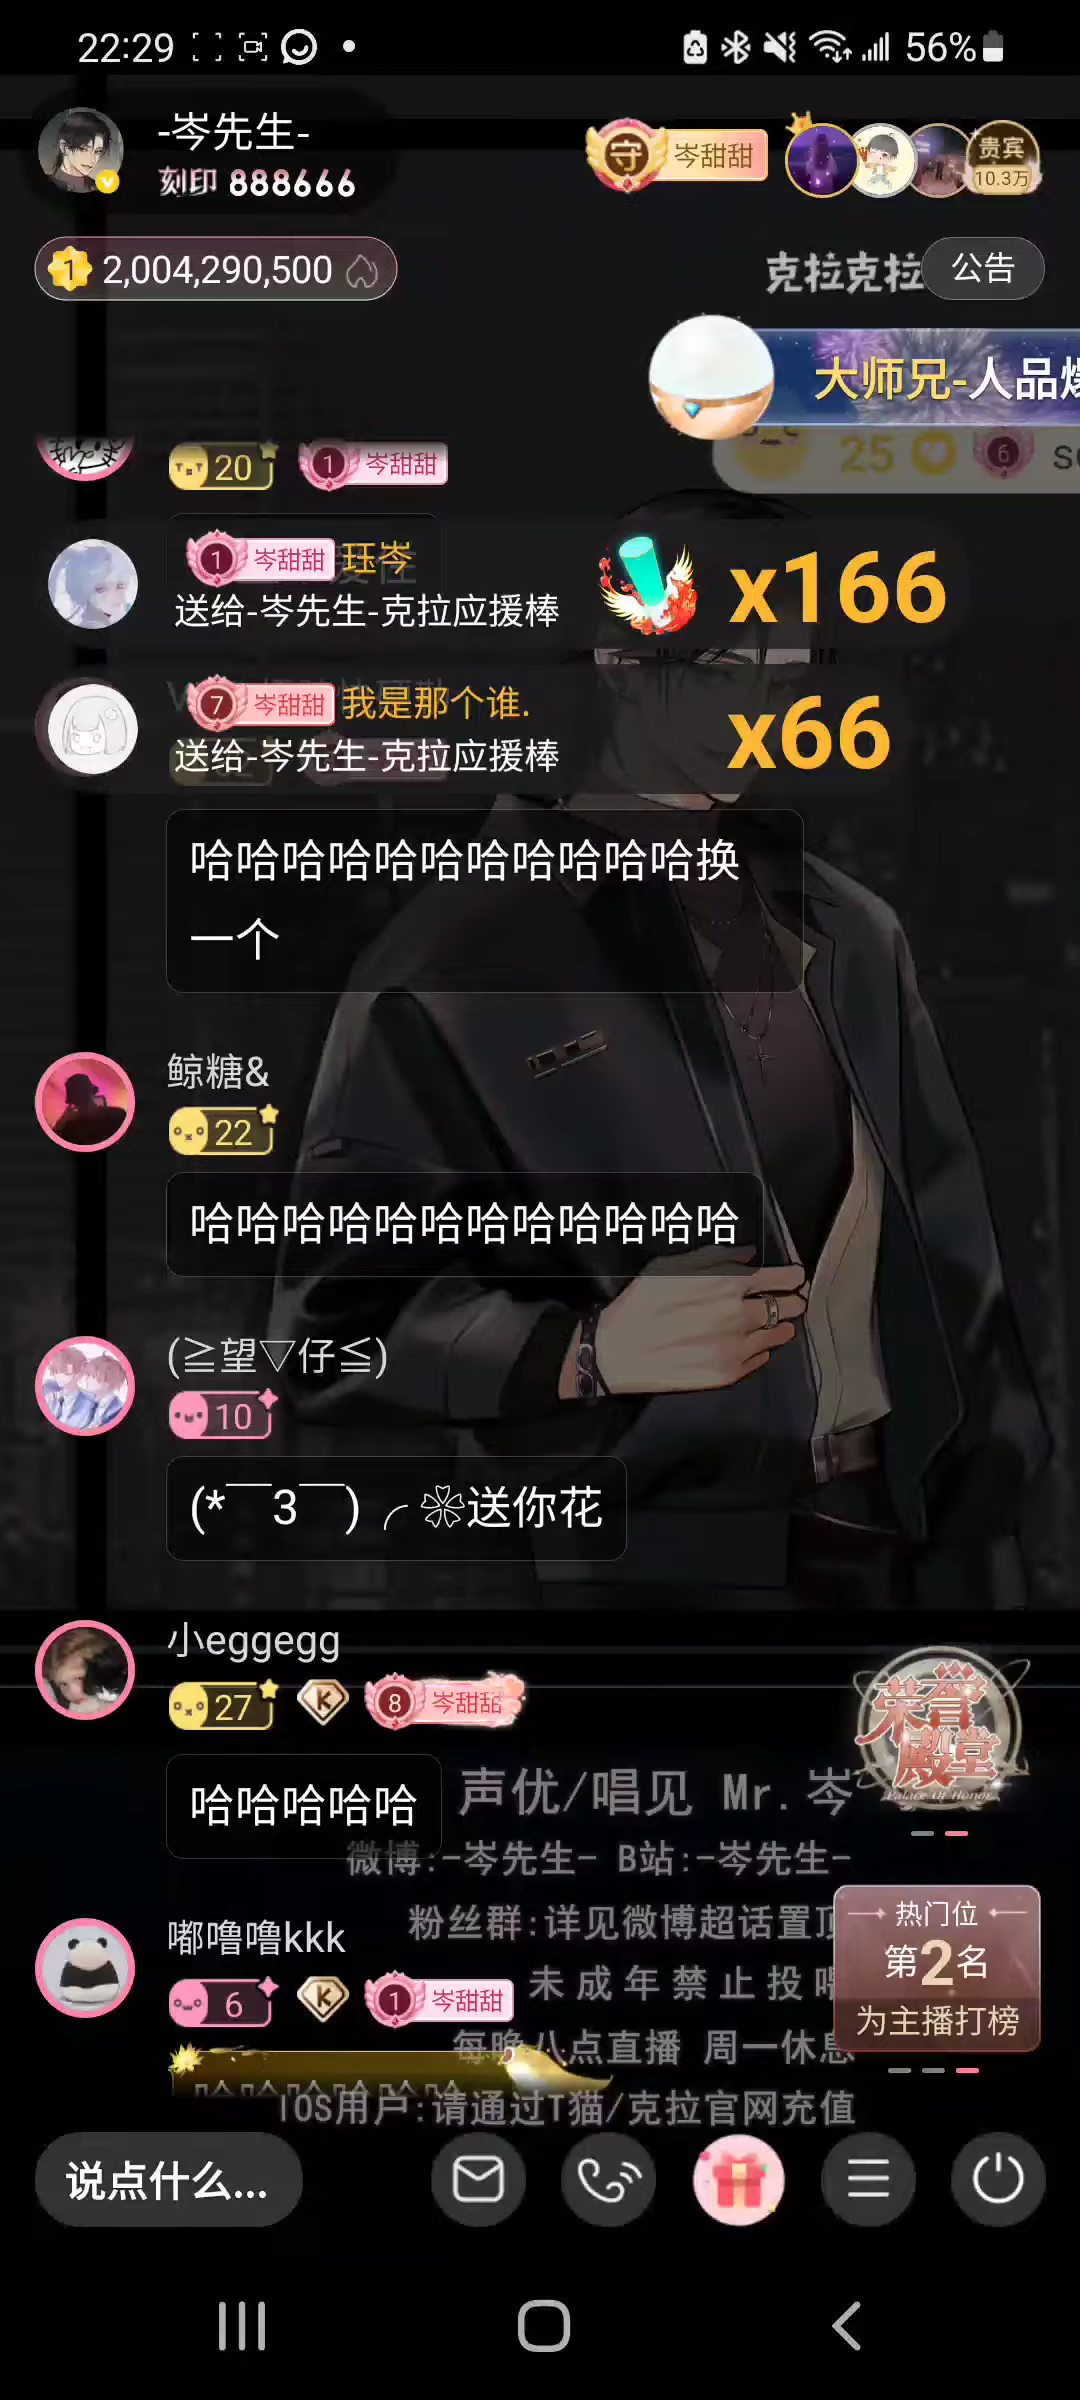 22:29
56%
-岑先生-
刻印 888666
守 岑甜甜
贵宾
10.3万
1 2,004,290,500
克拉克拉
公告
大师兄-人品
25 6
20 1 岑甜甜
1 岑甜甜 珏岑
送给-岑先生-克拉应援棒
x166
7 岑甜甜 我是那个谁.
送给-岑先生-克拉应援棒
x66
哈哈哈哈哈哈哈哈哈哈哈换
一个
鲸糖&
22
哈哈哈哈哈哈哈哈哈哈哈哈
(≧望▽仔≦)
10
(*￣3￣)╭❀送你花
小eggegg
27 K 8 岑甜甜
荣誉殿堂
Palace Of Honor
哈哈哈哈哈
声优/唱见 Mr.岑
微博:-岑先生- B站:-岑先生-
粉丝群:详见微博超话置顶
热门位
第2名
为主播打榜
嘟噜噜kkk
6 K 1 岑甜甜
未成年禁止投喂
每晚八点直播 周一休息
IOS用户:请通过T猫/克拉官网充值
说点什么...